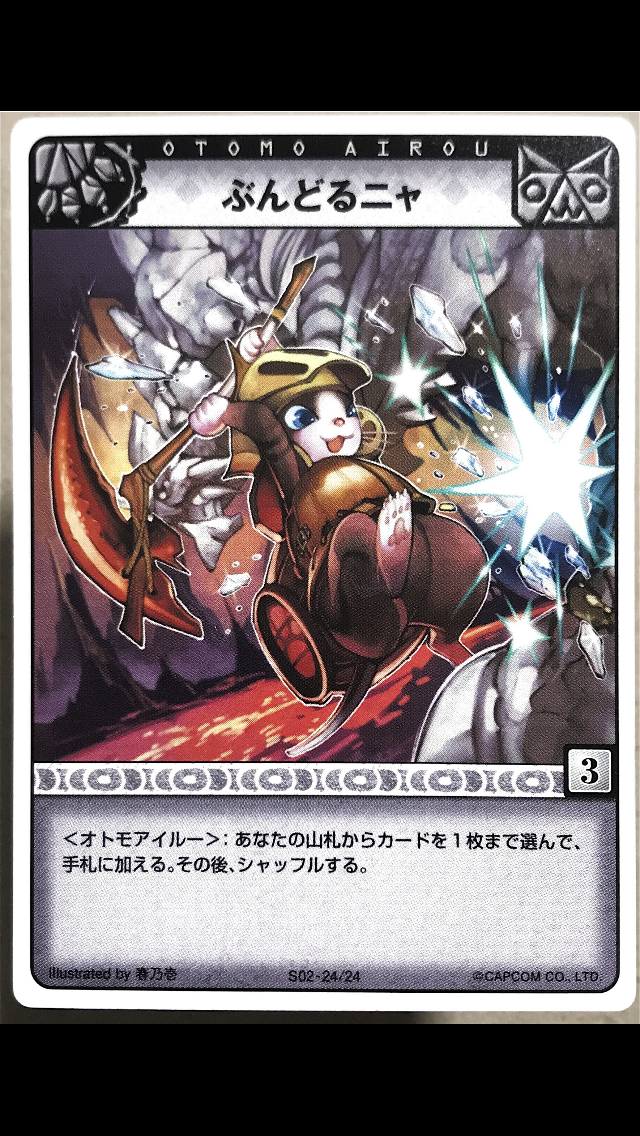 OTOMO AIROU
ぶんどるニャ
3
<オトモアイルー>：あなたの山札からカードを1枚まで選んで、
手札に加える。その後、シャッフルする。
Illustrated by 春乃壱 S02-24/24 ©CAPCOM CO., LTD.